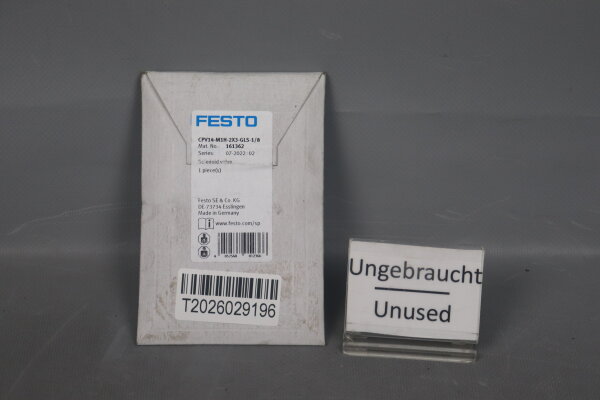 FESTO
CPV14-M1H-2X3-GLS-1/8
Mat. No. 161362
Series: 07-2022 02
Solenoid valve
1 piece(s)
Festo SE & Co. KG
DE-73734 Esslingen
Made in Germany
www.festo.com/sp
T2026029196
Ungebraucht
Unused